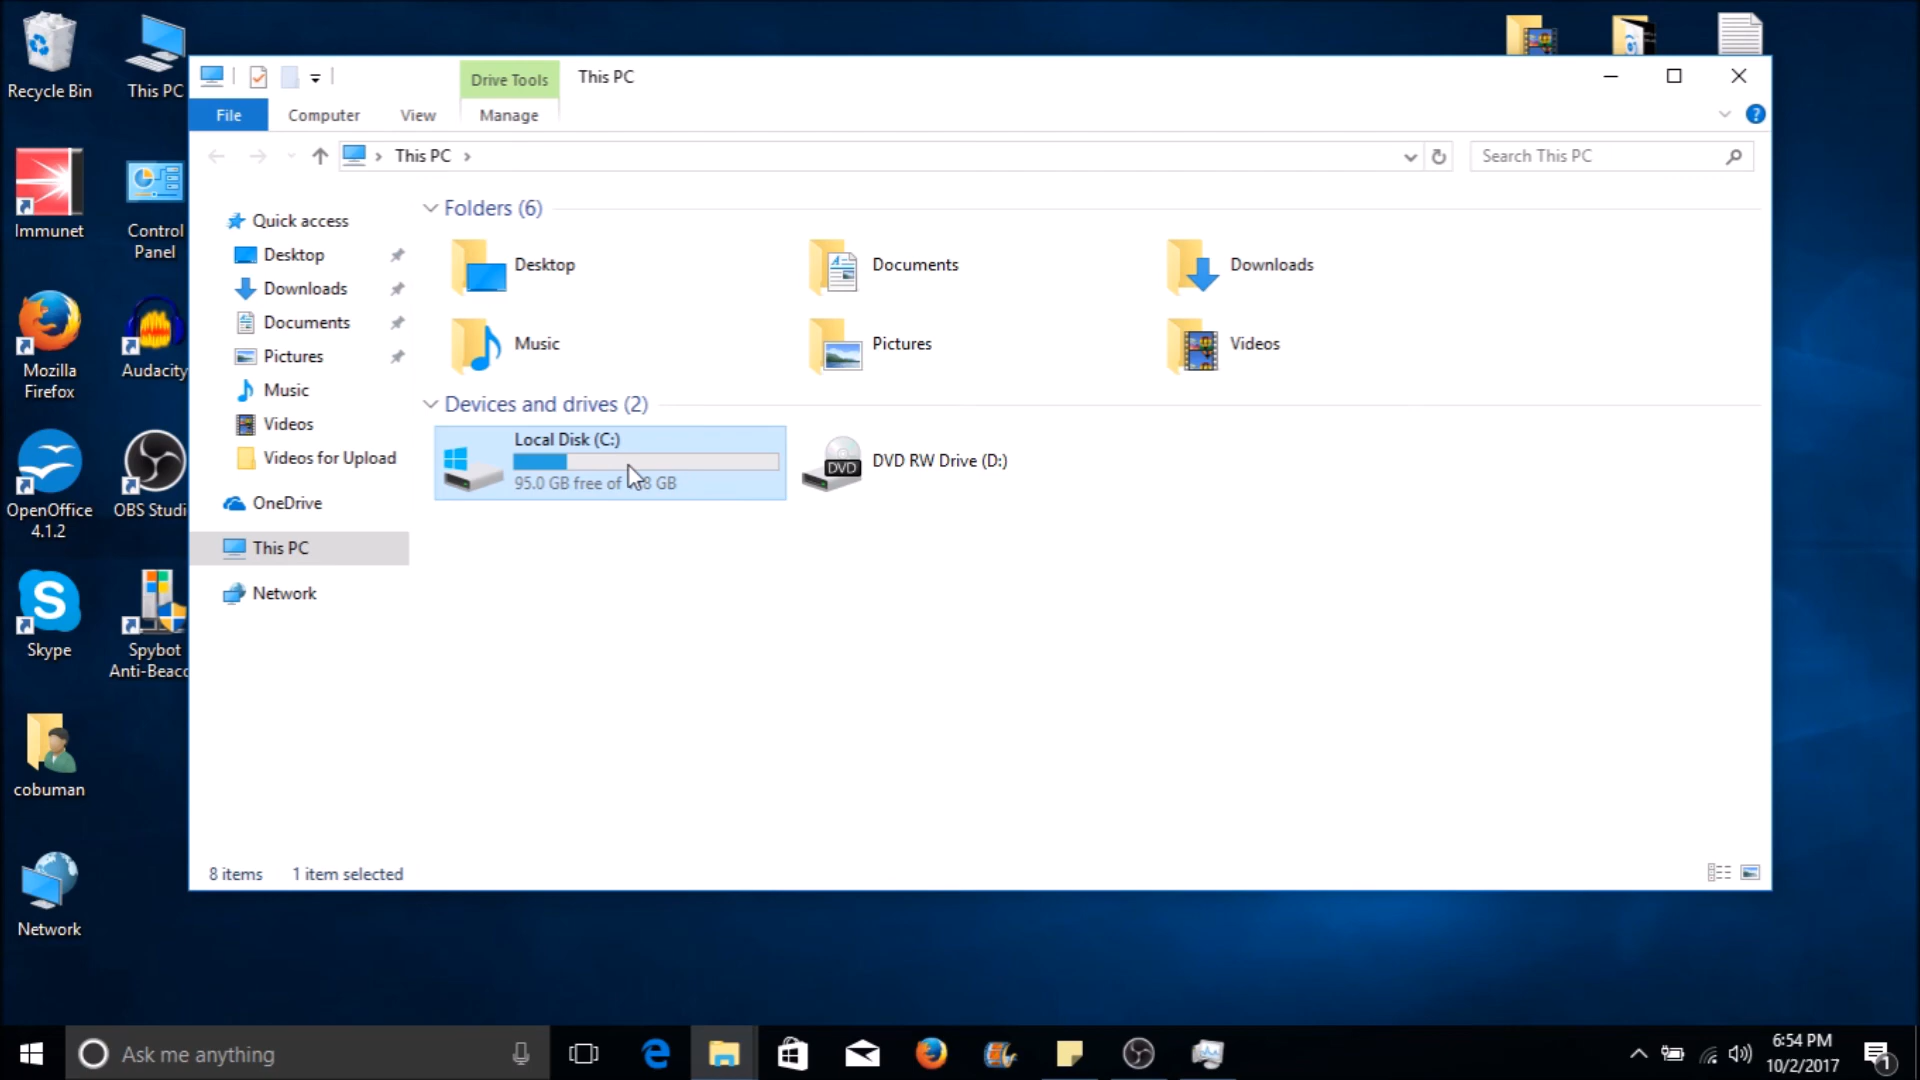 Recycle Bin
This PC
Immunet
Control
Panel
Mozilla
Firefox
Audacity
OpenOffice
4.1.2
OBS Studi
Skype
Spybot
Anti-Beaco
cobuman
Network
Drive Tools
This PC
File
Computer
View
Manage
This PC
Search This PC
Quick access
Desktop
Downloads
Documents
Pictures
Music
Videos
Videos for Upload
OneDrive
This PC
Network
Folders (6)
Desktop
Documents
Downloads
Music
Pictures
Videos
Devices and drives (2)
Local Disk (C:)
95.0 GB free of 8 GB
DVD
DVD RW Drive (D:)
8 items
1 item selected
Ask me anything
6:54 PM
10/2/2017
1